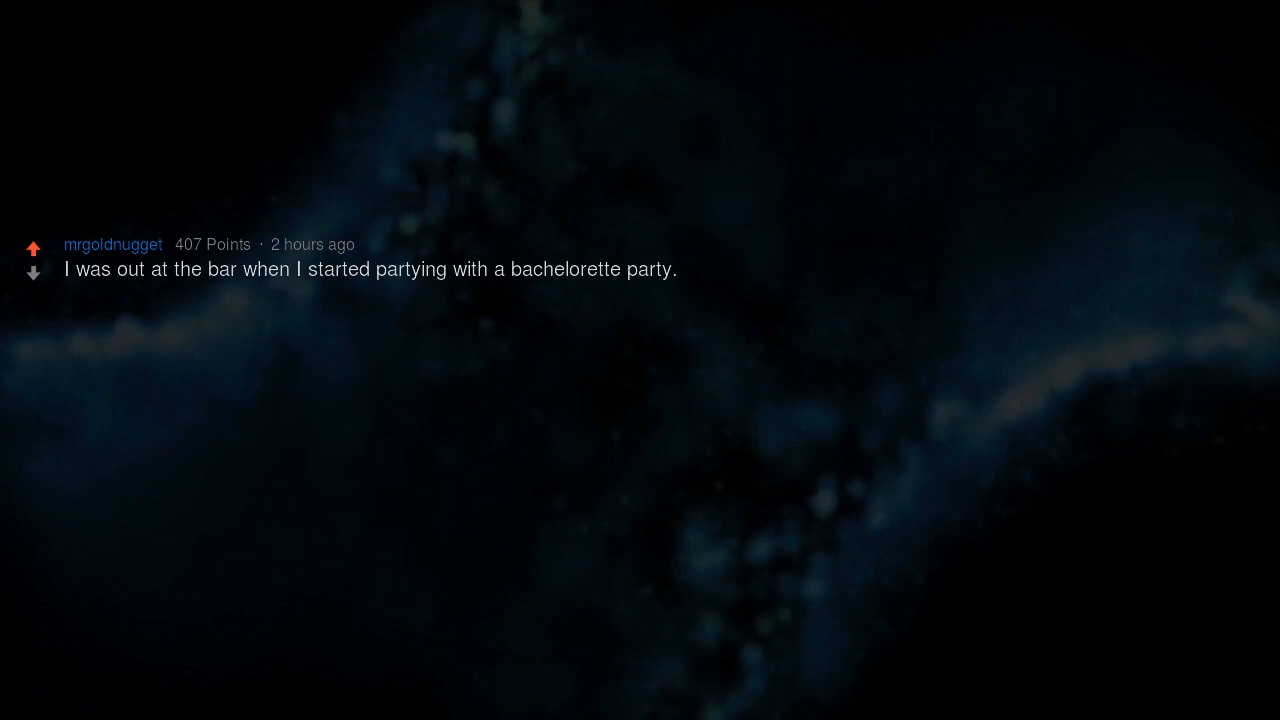 mrgoldnugget 407 Points · 2 hours ago
I was out at the bar when I started partying with a bachelorette party.